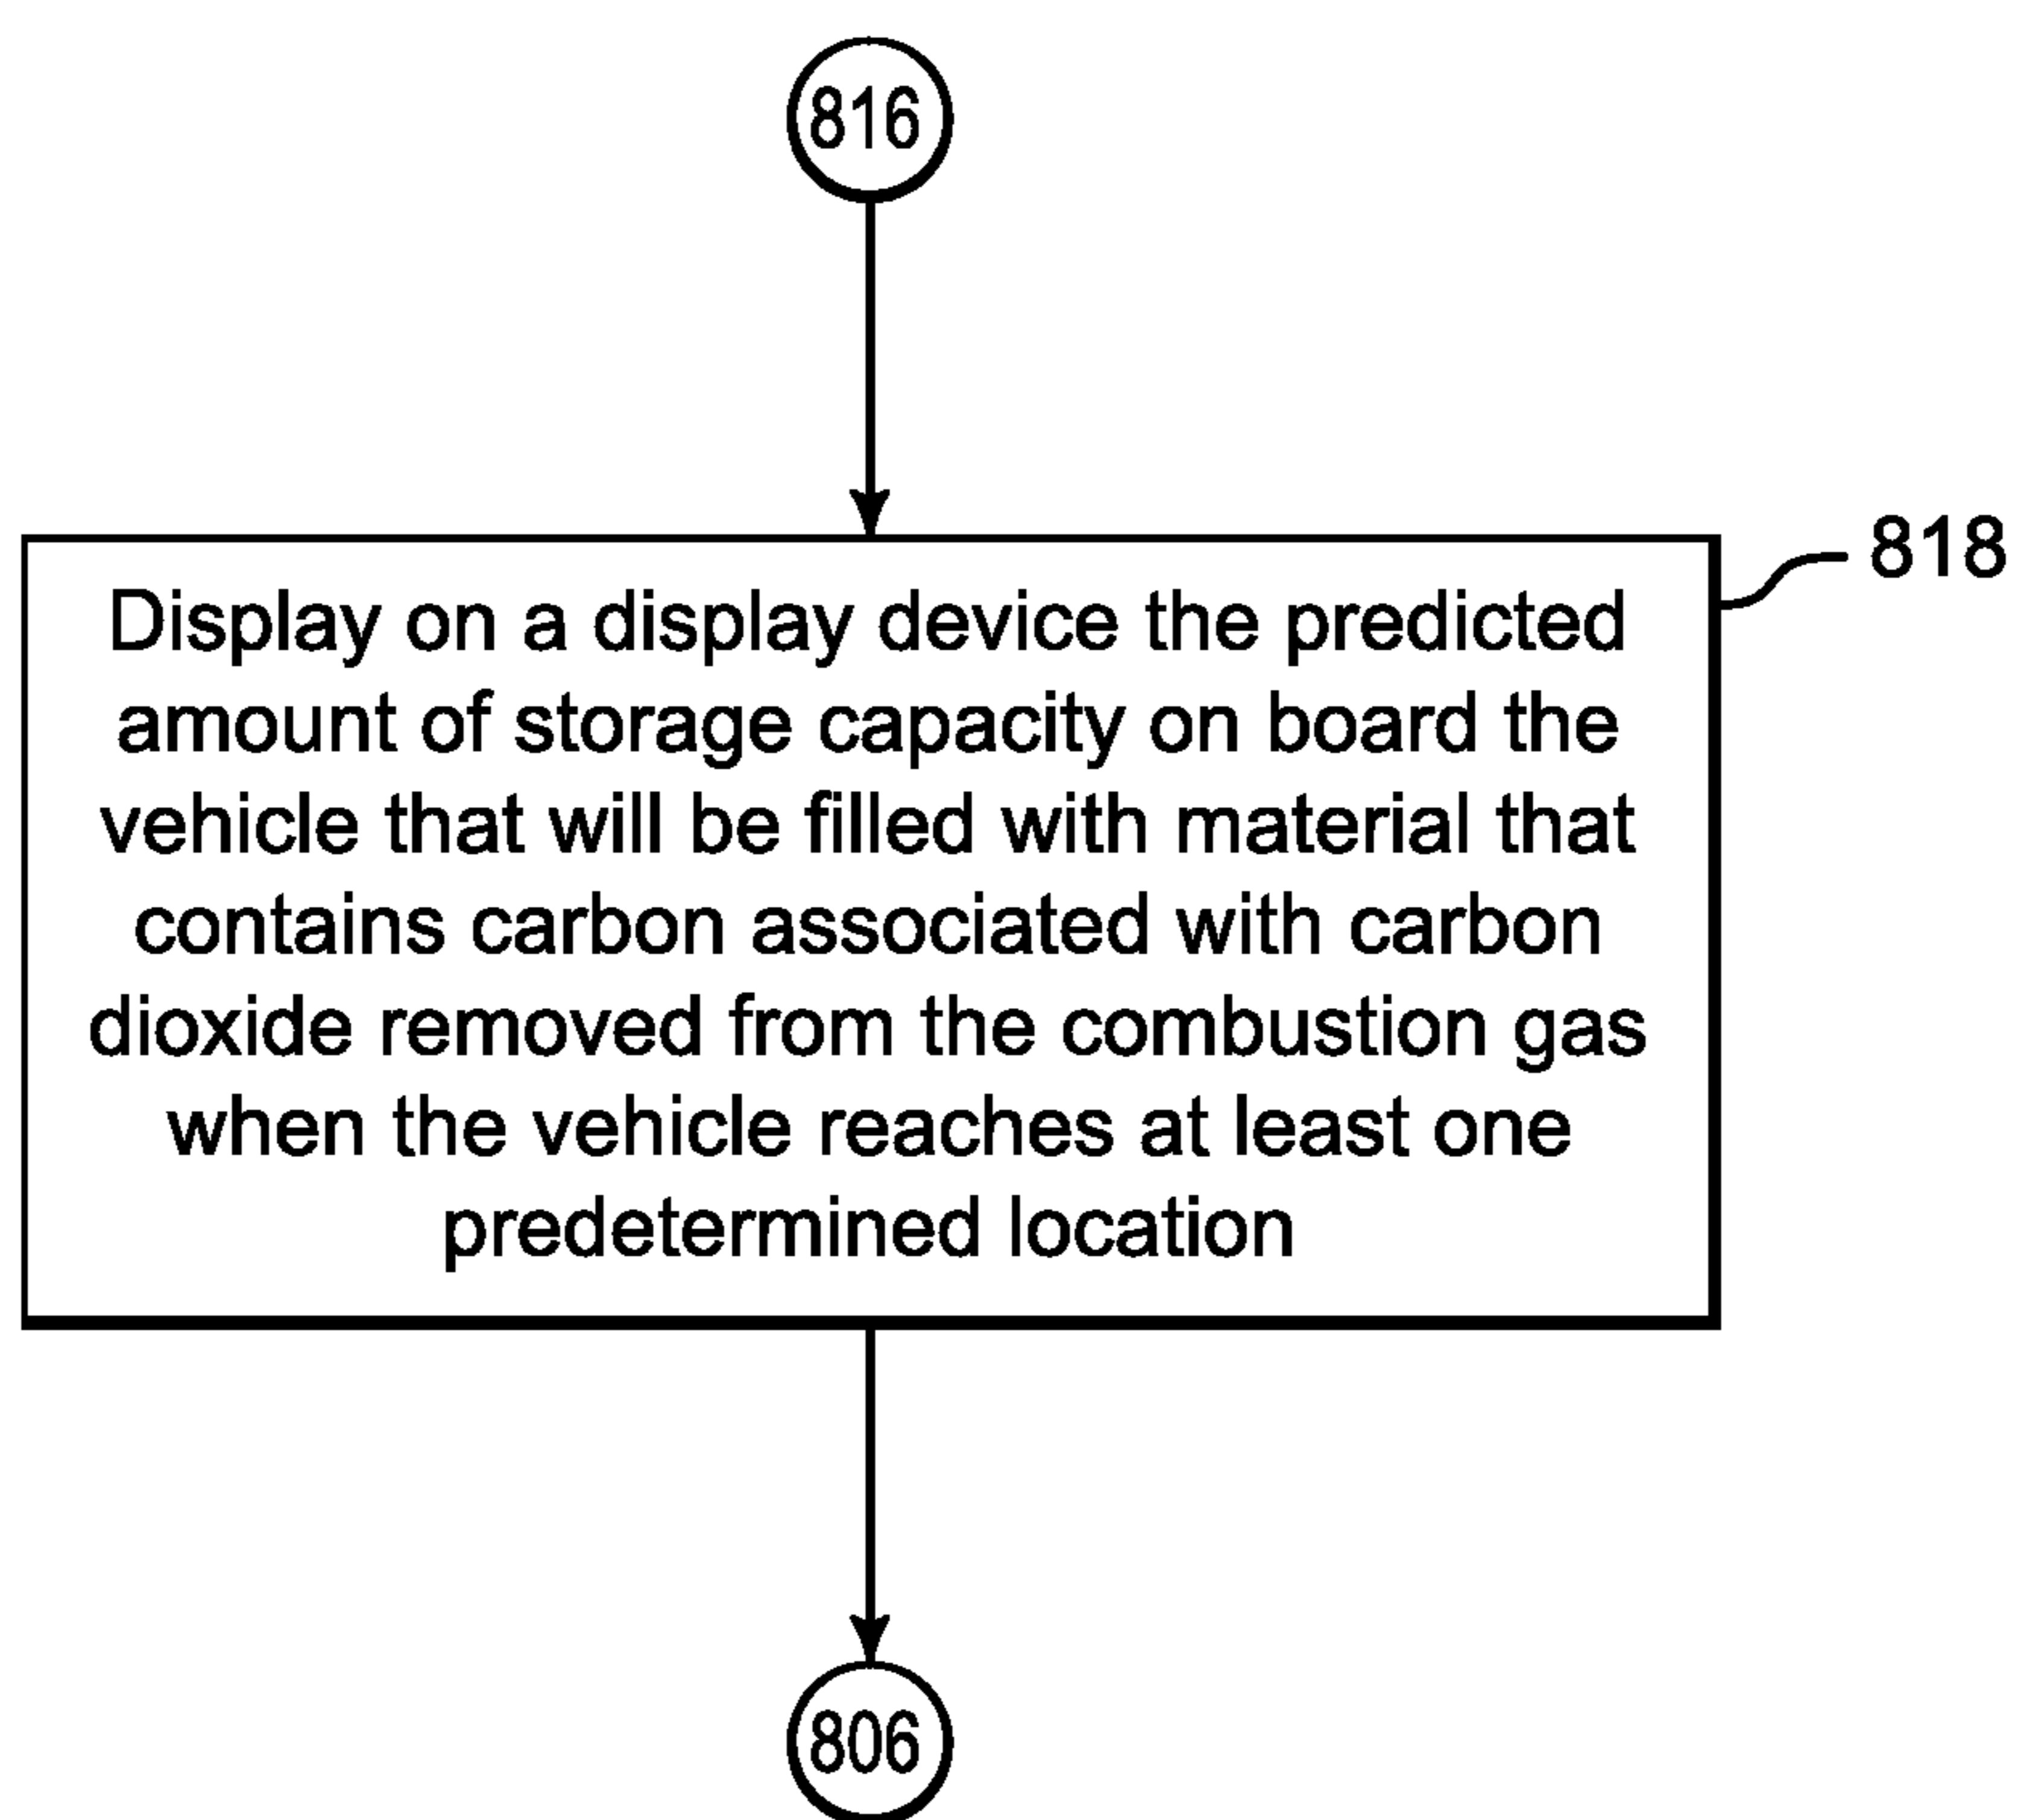 816
818
Display on a display device the predicted
amount of storage capacity on board the
vehicle that will be filled with material that
contains carbon associated with carbon
dioxide removed from the combustion gas
when the vehicle reaches at least one
predetermined location
806